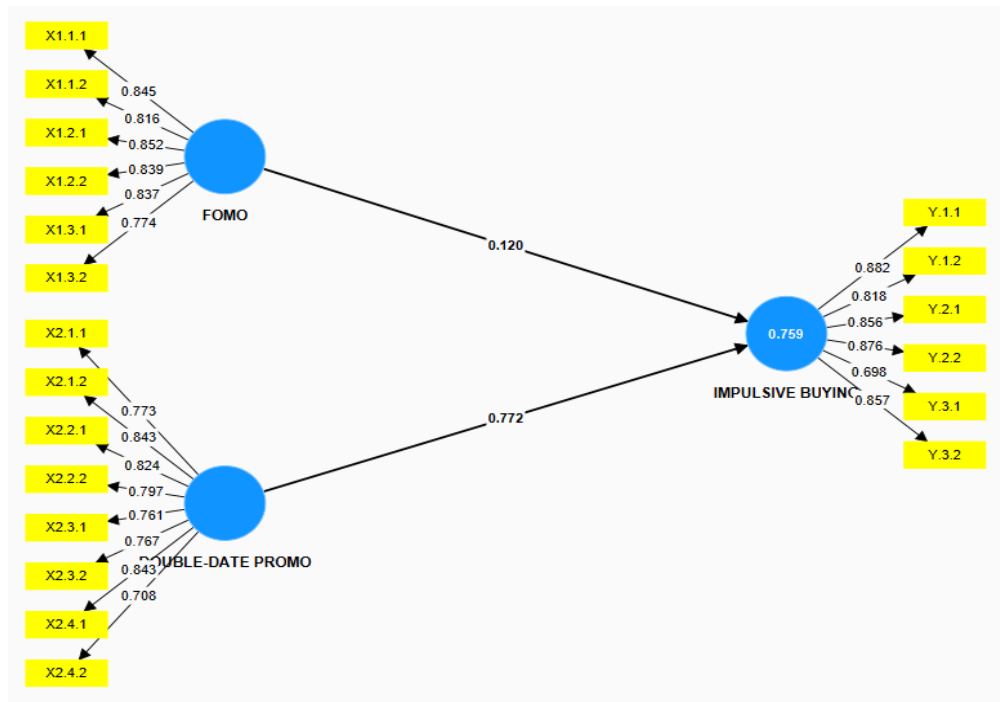 X1.1.1
X1.1.2
X1.2.1
X1.2.2
X1.3.1
X1.3.2
0.845
0.816
0.852
0.839
0.837
0.774
FOMO
0.120
X2.1.1
X2.1.2
X2.2.1
X2.2.2
X2.3.1
X2.3.2
X2.4.1
X2.4.2
0.773
0.843
0.824
0.797
0.761
0.767
0.843
0.708
DOUBLE-DATE PROMO
0.772
0.759
IMPULSIVE BUYING
0.882
0.818
0.856
0.876
0.698
0.857
Y.1.1
Y.1.2
Y.2.1
Y.2.2
Y.3.1
Y.3.2